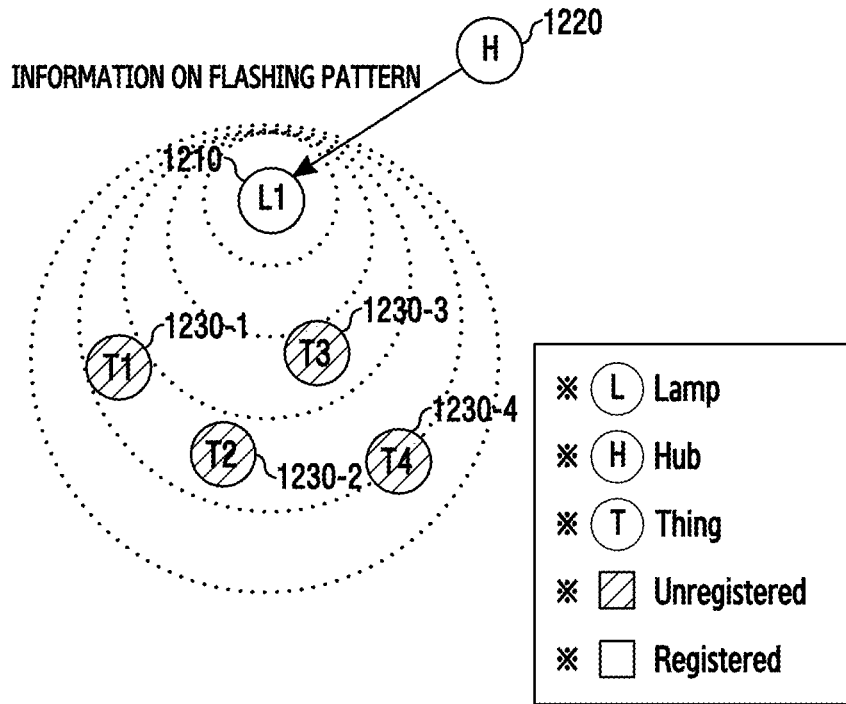 H
1220
INFORMATION ON FLASHING PATTERN
1210
L1
1230-1
1230-3
T1
T3
1230-4
T2
1230-2
T4
※ L Lamp
※ H Hub
※ T Thing
※ Unregistered
※ Registered